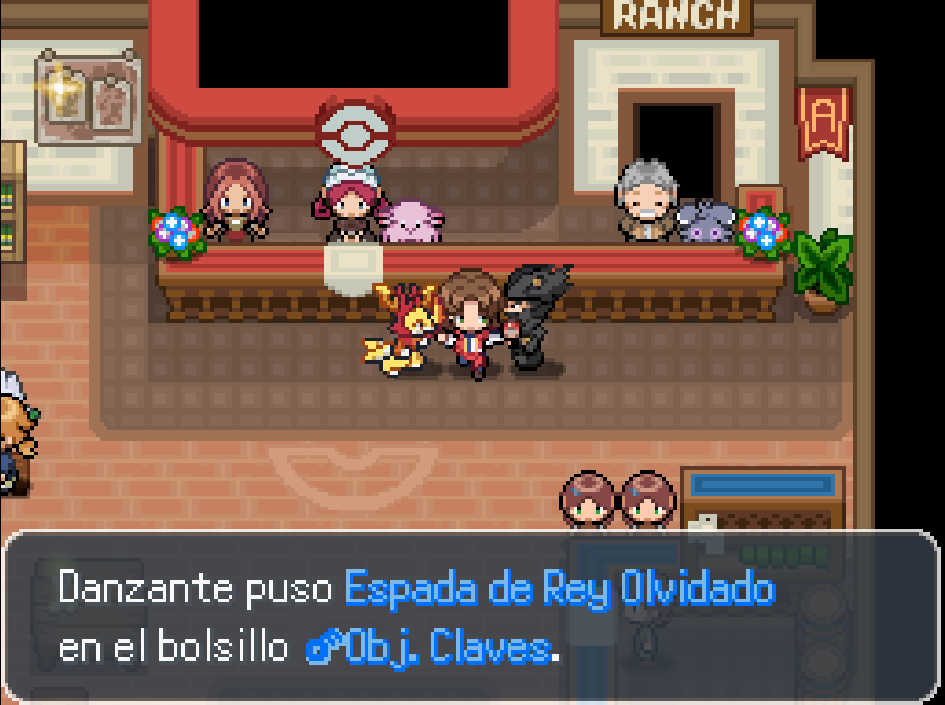 RANCH
A
Danzante puso Espada de Rey Olvidado
en el bolsillo Obj. Claves.